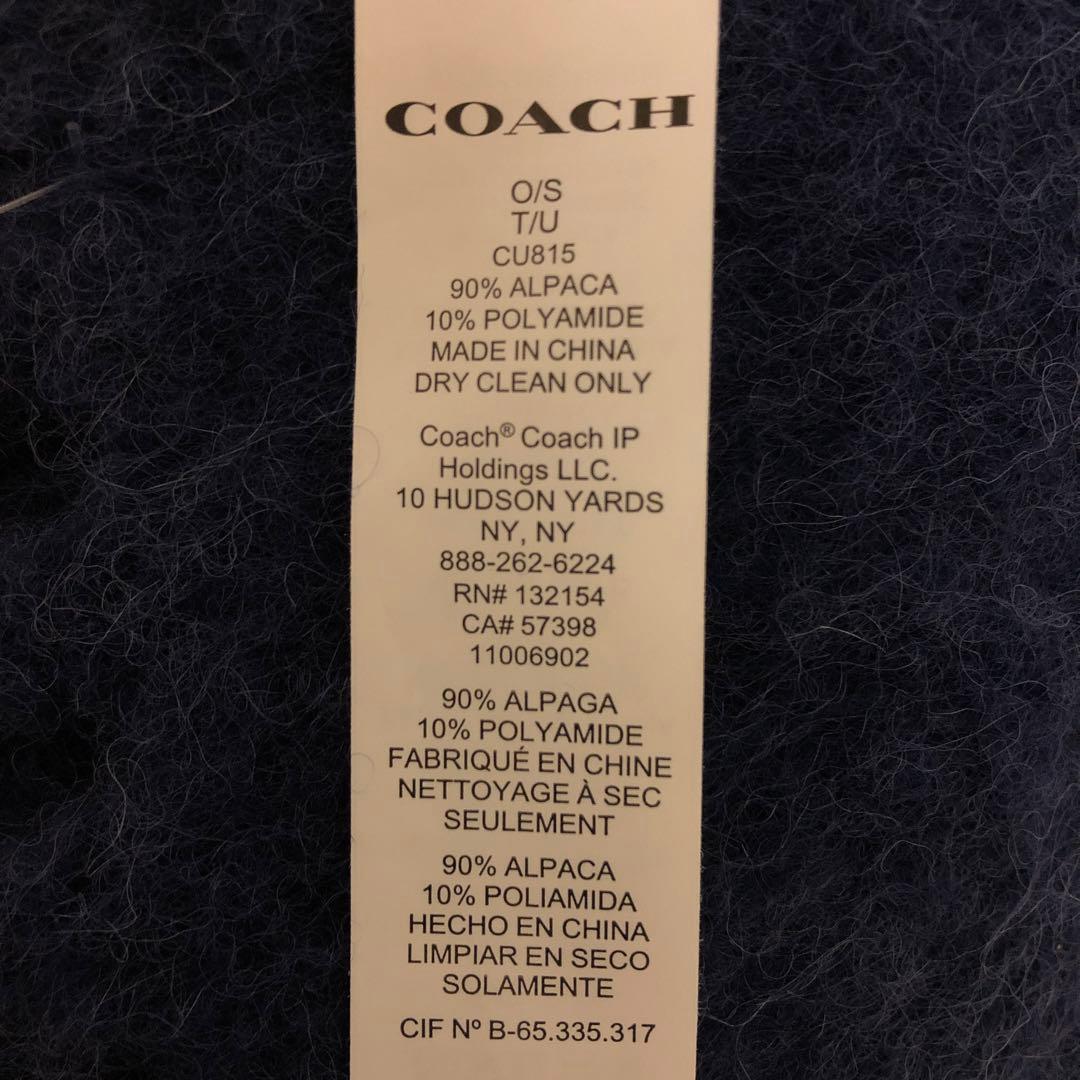 COACH
O/S
T/U
CU815
90% ALPACA
10% POLYAMIDE
MADE IN CHINA
DRY CLEAN ONLY
Coach® Coach IP
Holdings LLC.
10 HUDSON YARDS
NY, NY
888-262-6224
RN# 132154
CA# 57398
11006902
90% ALPAGA
10% POLYAMIDE
FABRIQUÉ EN CHINE
NETTOYAGE À SEC
SEULEMENT
90% ALPACA
10% POLIAMIDA
HECHO EN CHINA
LIMPIAR EN SECO
SOLAMENTE
CIF Nº B-65.335.317